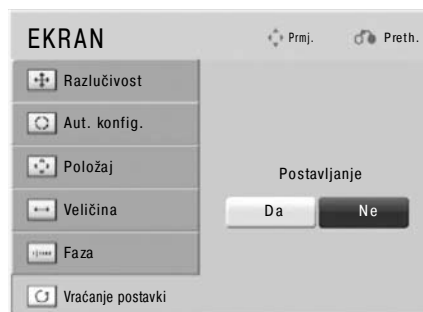 EKRAN
Prmj.
Preth.
Razlučivost
Aut. konfig.
Položaj
Veličina
Faza
Vraćanje postavki
Postavljanje
Da
Ne